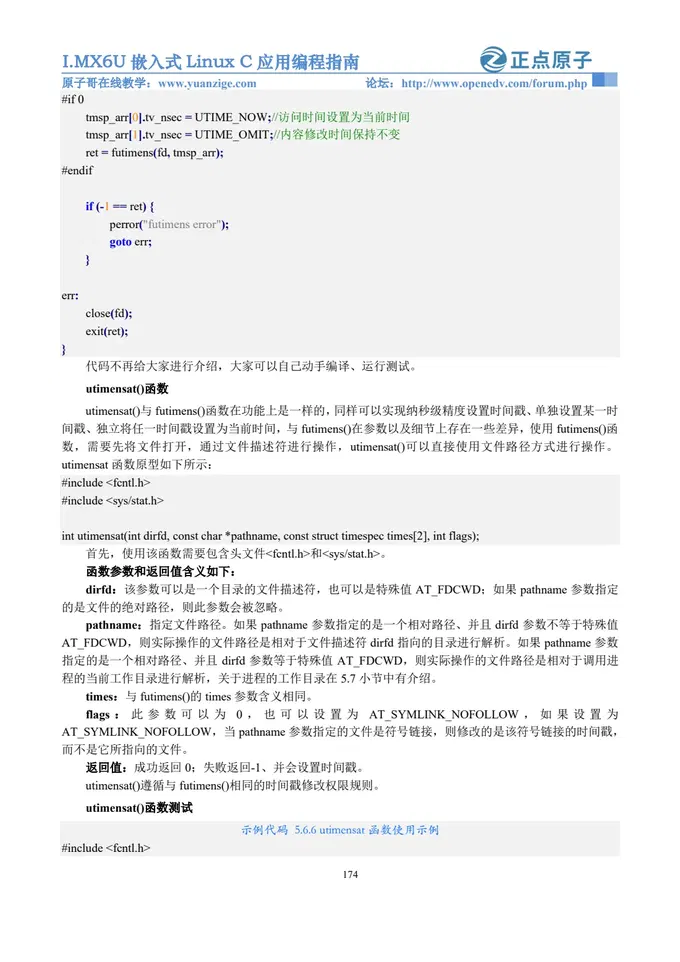 I.MX6U 嵌入式 Linux C 应用编程指南
正点原子
原子哥在线教学：www.yuanzige.com 论坛：http://www.openedv.com/forum.php
#if 0
tmsp_arr[0].tv_nsec = UTIME_NOW;//访问时间设置为当前时间
tmsp_arr[1].tv_nsec = UTIME_OMIT;//内容修改时间保持不变
ret = futimens(fd, tmsp_arr);
#endif
if (-1 == ret) {
perror("futimens error");
goto err;
}
err:
close(fd);
exit(ret);
}
代码不再给大家进行介绍，大家可以自己动手编译、运行测试。
utimensat()函数
utimensat()与 futimens()函数在功能上是一样的，同样可以实现纳秒级精度设置时间戳、单独设置某一时
间戳、独立将任一时间戳设置为当前时间，与 futimens()在参数以及细节上存在一些差异，使用 futimens()函
数，需要先将文件打开，通过文件描述符进行操作，utimensat()可以直接使用文件路径方式进行操作。
utimensat 函数原型如下所示：
#include <fcntl.h>
#include <sys/stat.h>
int utimensat(int dirfd, const char *pathname, const struct timespec times[2], int flags);
首先，使用该函数需要包含头文件<fcntl.h>和<sys/stat.h>。
函数参数和返回值含义如下：
dirfd：该参数可以是一个目录的文件描述符，也可以是特殊值 AT_FDCWD；如果 pathname 参数指定
的是文件的绝对路径，则此参数会被忽略。
pathname：指定文件路径。如果 pathname 参数指定的是一个相对路径、并且 dirfd 参数不等于特殊值
AT_FDCWD，则实际操作的文件路径是相对于文件描述符 dirfd 指向的目录进行解析。如果 pathname 参数
指定的是一个相对路径、并且 dirfd 参数等于特殊值 AT_FDCWD，则实际操作的文件路径是相对于调用进
程的当前工作目录进行解析，关于进程的工作目录在 5.7 小节中有介绍。
times：与 futimens()的 times 参数含义相同。
flags ：此参数可以为 0 ，也可以设置为 AT_SYMLINK_NOFOLLOW ，如果设置为
AT_SYMLINK_NOFOLLOW，当 pathname 参数指定的文件是符号链接，则修改的是该符号链接的时间戳，
而不是它所指向的文件。
返回值：成功返回 0；失败返回-1、并会设置时间戳。
utimensat()遵循与 futimens()相同的时间戳修改权限规则。
utimensat()函数测试
示例代码 5.6.6 utimensat 函数使用示例
#include <fcntl.h>
174